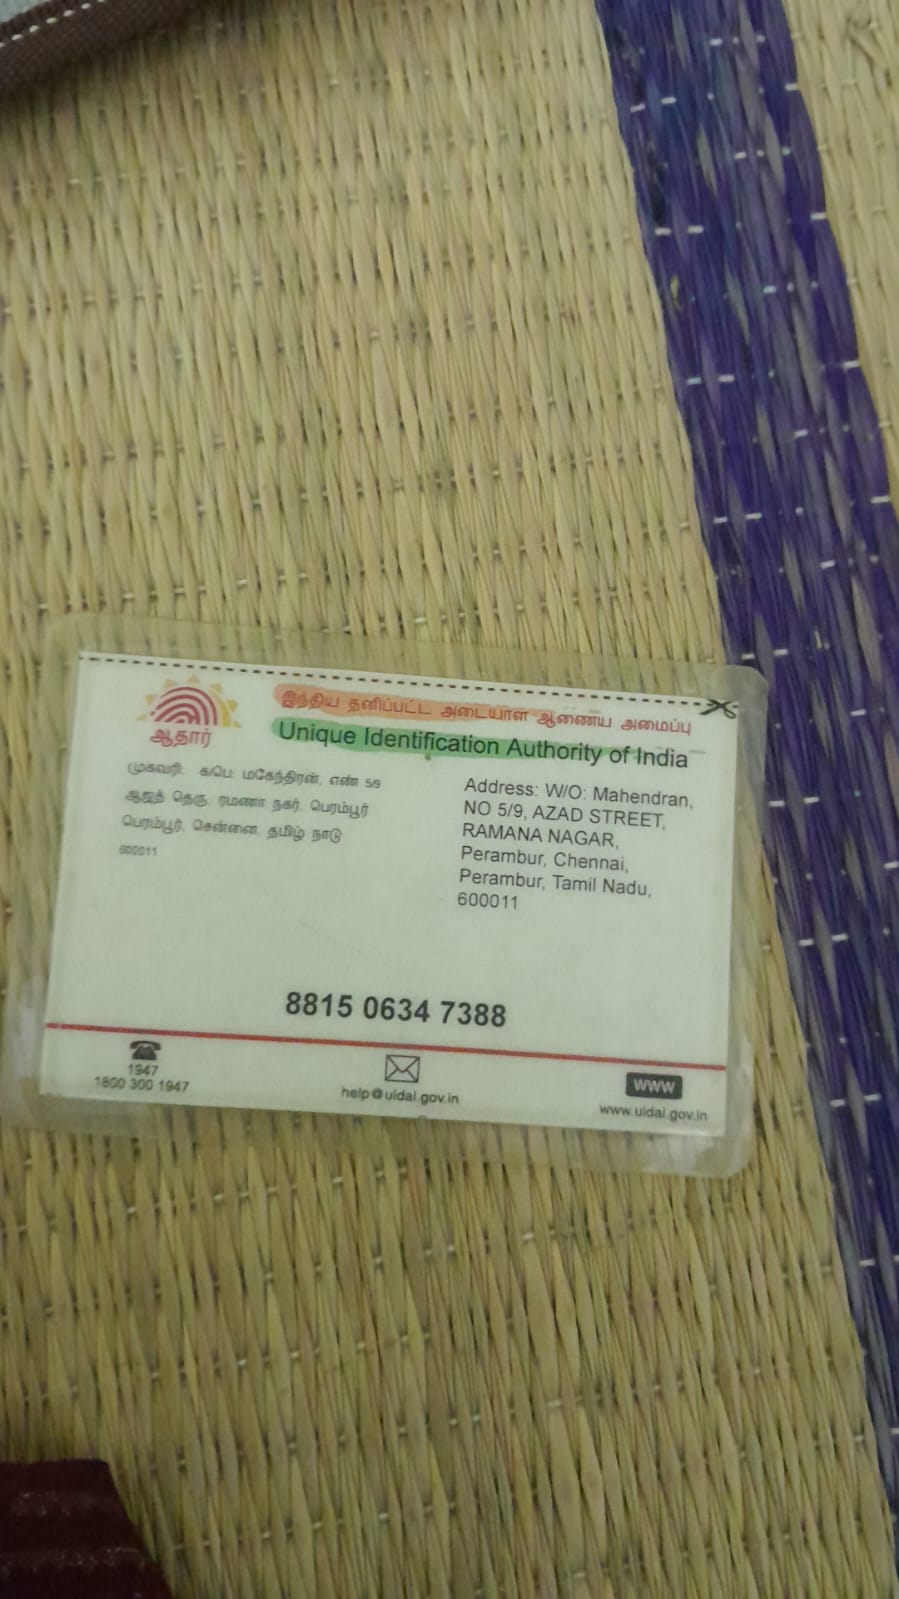 இந்திய தனிப்பட்ட அடையாள ஆணைய அமைப்பு
Unique Identification Authority of India
ஆதார்
முகவரி: க/பெ: மகேந்திரன், எண் 5/9
ஆஜத் தெரு, ரமணா நகர், பெரம்பூர்
பெரம்பூர், சென்னை, தமிழ் நாடு
600011
Address: W/O: Mahendran,
NO 5/9, AZAD STREET,
RAMANA NAGAR,
Perambur, Chennai,
Perambur, Tamil Nadu,
600011
8815 0634 7388
1947
1800 300 1947
help@uidai.gov.in
WWW
www.uidai.gov.in